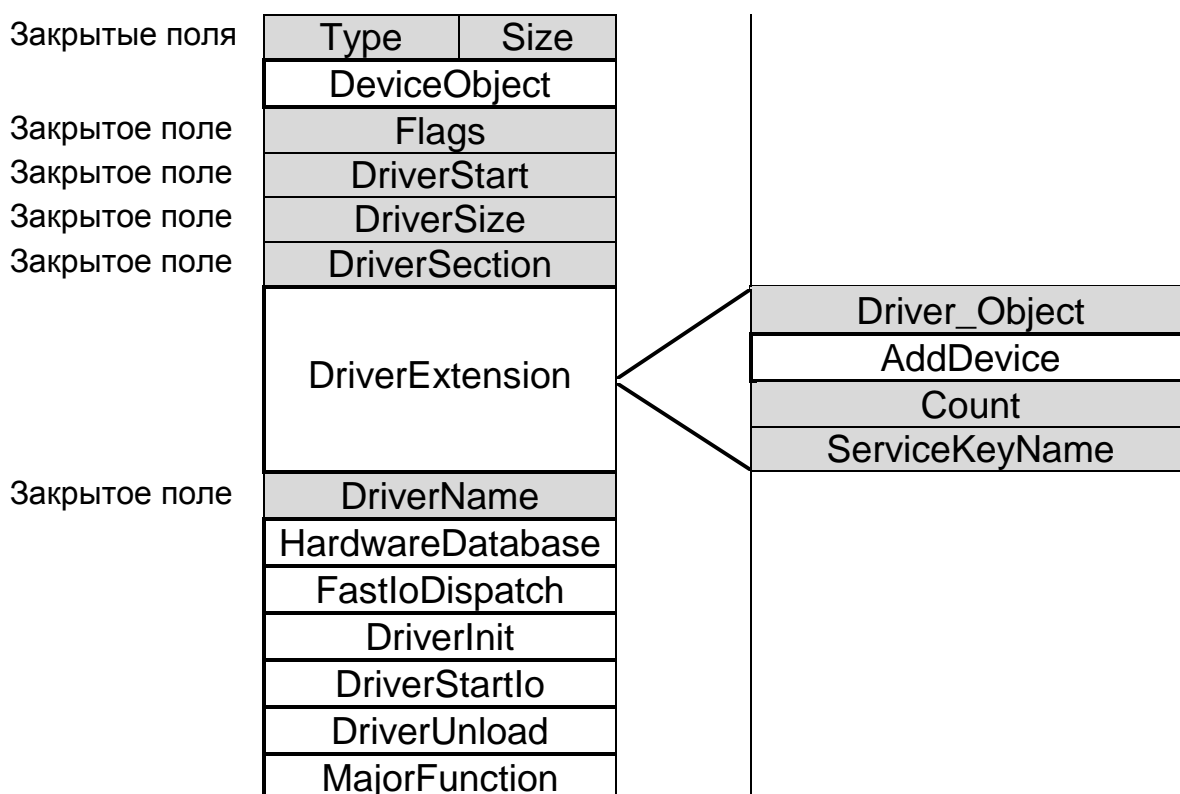 Закрытые поля Type Size
DeviceObject
Закрытое поле Flags
Закрытое поле DriverStart
Закрытое поле DriverSize
Закрытое поле DriverSection
DriverExtension
Driver_Object
AddDevice
Count
ServiceKeyName
Закрытое поле DriverName
HardwareDatabase
FastIoDispatch
DriverInit
DriverStartIo
DriverUnload
MajorFunction